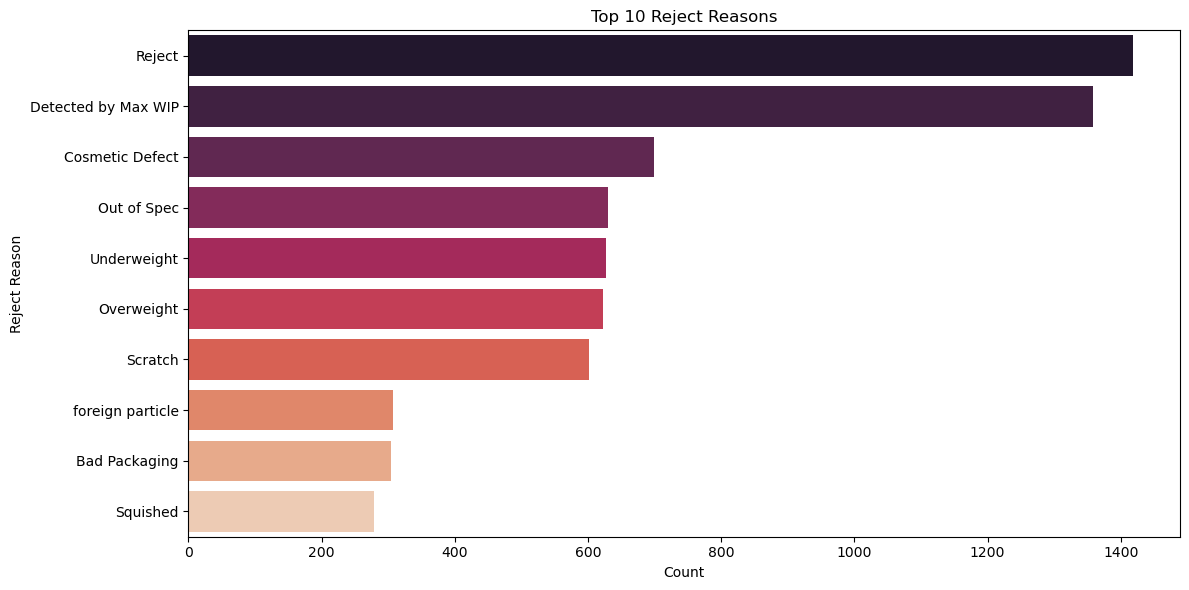 Top 10 Reject Reasons
Reject Reason
Reject
Detected by Max WIP
Cosmetic Defect
Out of Spec
Underweight
Overweight
Scratch
foreign particle
Bad Packaging
Squished
0 200 400 600 800 1000 1200 1400
Count